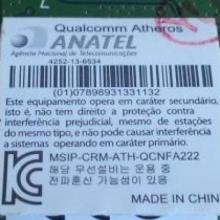 Qualcomm Atheros
ANATEL
Agência Nacional de Telecomunicações
4252-13-6534
(01)07898931331132
Este equipamento opera em caráter secundário,
isto é, não tem direito a proteção contra
interferência prejudicial, mesmo de estações
do mesmo tipo, e não pode causar interferência
a sistemas operando em caráter primário.
MSIP-CRM-ATH-QCNFA222
해당 무선설비는 운용 중
전파혼신 가능성이 있음
MADE IN CHINA